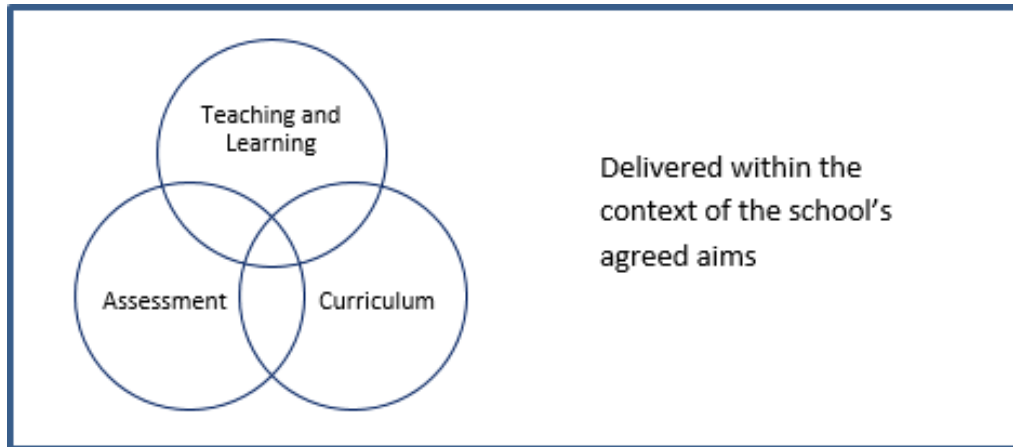 Teaching and
Learning
Assessment
Curriculum
Delivered within the
context of the school’s
agreed aims